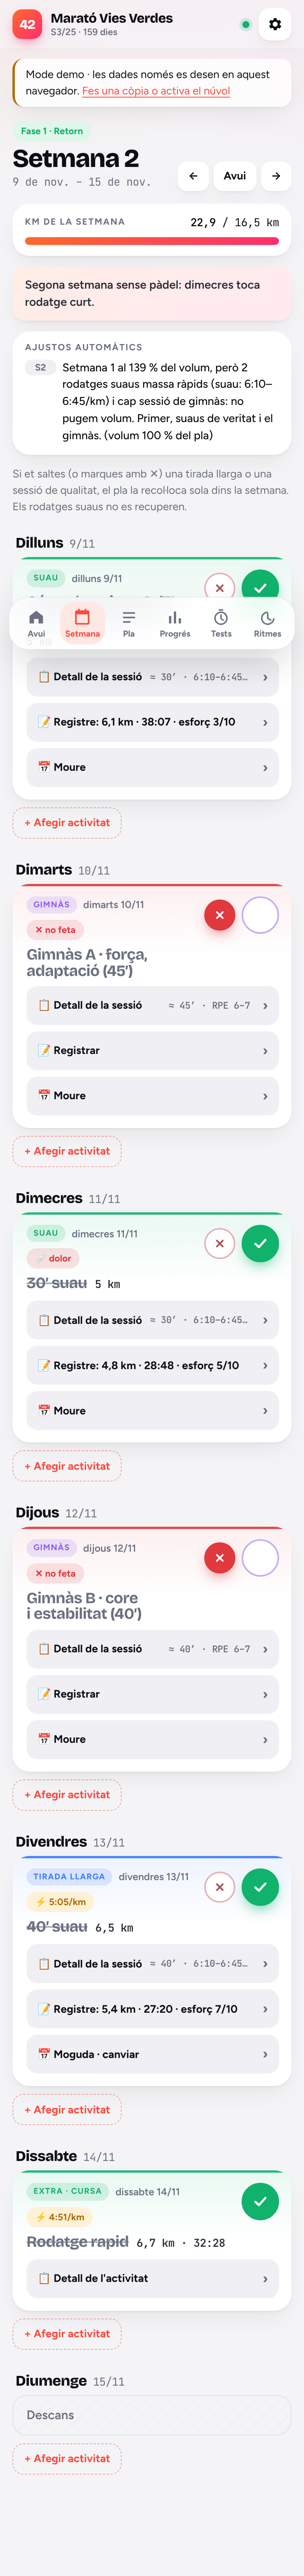 42
Marató Vies Verdes
S3/25 · 159 dies
Mode demo · les dades només es desen en aquest
navegador. Fes una còpia o activa el núvol
Fase 1 · Retorn
Setmana 2
9 de nov. – 15 de nov.
←
Avui
→
KM DE LA SETMANA
22,9 / 16,5 km
Segona setmana sense pàdel: dimecres toca
rodatge curt.
AJUSTOS AUTOMÀTICS
S2
Setmana 1 al 139 % del volum, però 2
rodatges suaus massa ràpids (suau: 6:10–
6:45/km) i cap sessió de gimnàs: no
pugem volum. Primer, suaus de veritat i el
gimnàs. (volum 100 % del pla)
Si et saltes (o marques amb ✕) una tirada llarga o una
sessió de qualitat, el pla la recol·loca sola dins la setmana.
Els rodatges suaus no es recuperen.
Dilluns 9/11
SUAU
dilluns 9/11
Avui
Setmana
Pla
Progrés
Tests
Ritmes
📋 Detall de la sessió
≈ 30’ · 6:10–6:45…
›
📝 Registre: 6,1 km · 38:07 · esforç 3/10
›
📅 Moure
›
+ Afegir activitat
Dimarts 10/11
GIMNÀS
dimarts 10/11
✕ no feta
Gimnàs A · força,
adaptació (45’)
📋 Detall de la sessió
≈ 45’ · RPE 6–7
›
📝 Registrar
›
📅 Moure
›
+ Afegir activitat
Dimecres 11/11
SUAU
dimecres 11/11
dolor
30’ suau 5 km
📋 Detall de la sessió
≈ 30’ · 6:10–6:45…
›
📝 Registre: 4,8 km · 28:48 · esforç 5/10
›
📅 Moure
›
+ Afegir activitat
Dijous 12/11
GIMNÀS
dijous 12/11
✕ no feta
Gimnàs B · core
i estabilitat (40’)
📋 Detall de la sessió
≈ 40’ · RPE 6–7
›
📝 Registrar
›
📅 Moure
›
+ Afegir activitat
Divendres 13/11
TIRADA LLARGA
divendres 13/11
⚡ 5:05/km
40’ suau 6,5 km
📋 Detall de la sessió
≈ 40’ · 6:10–6:45…
›
📝 Registre: 5,4 km · 27:20 · esforç 7/10
›
📅 Moguda · canviar
›
+ Afegir activitat
Dissabte 14/11
EXTRA · CURSA
dissabte 14/11
⚡ 4:51/km
Rodatge rapid 6,7 km · 32:28
📋 Detall de l'activitat
›
+ Afegir activitat
Diumenge 15/11
Descans
+ Afegir activitat